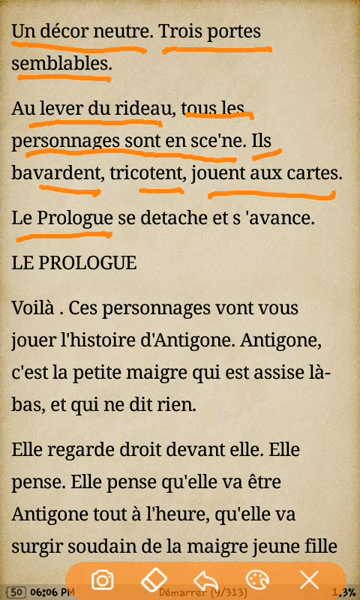 Un décor neutre. Trois portes
semblables.
Au lever du rideau, tous les
personnages sont en sce'ne. Ils
bavardent, tricotent, jouent aux cartes.
Le Prologue se detache et s 'avance.
LE PROLOGUE
Voilà . Ces personnages vont vous
jouer l'histoire d'Antigone. Antigone,
c'est la petite maigre qui est assise là-
bas, et qui ne dit rien.
Elle regarde droit devant elle. Elle
pense. Elle pense qu'elle va être
Antigone tout à l'heure, qu'elle va
surgir soudain de la maigre jeune fille
50 06:06 PM Démarrer (4/313) 1,3%